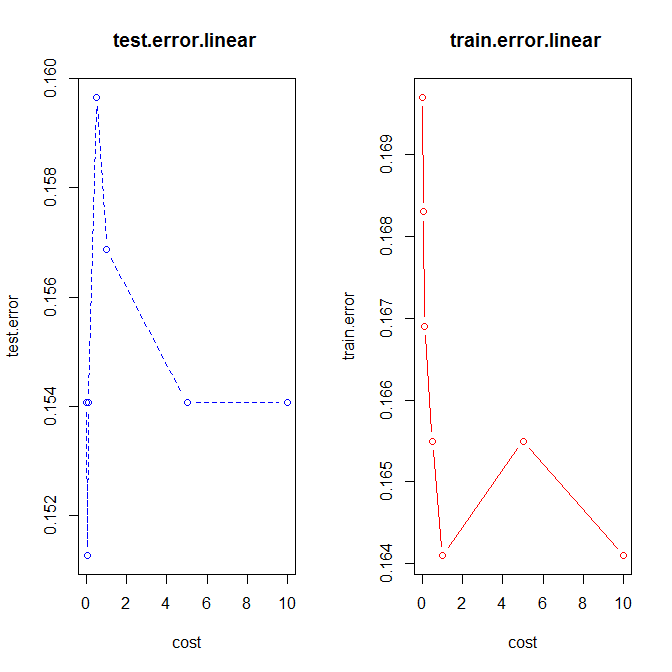 test.error.linear
test.error
0.160
0.158
0.156
0.154
0.152
0 2 4 6 8 10
cost
train.error.linear
train.error
0.169
0.168
0.167
0.166
0.165
0.164
0 2 4 6 8 10
cost